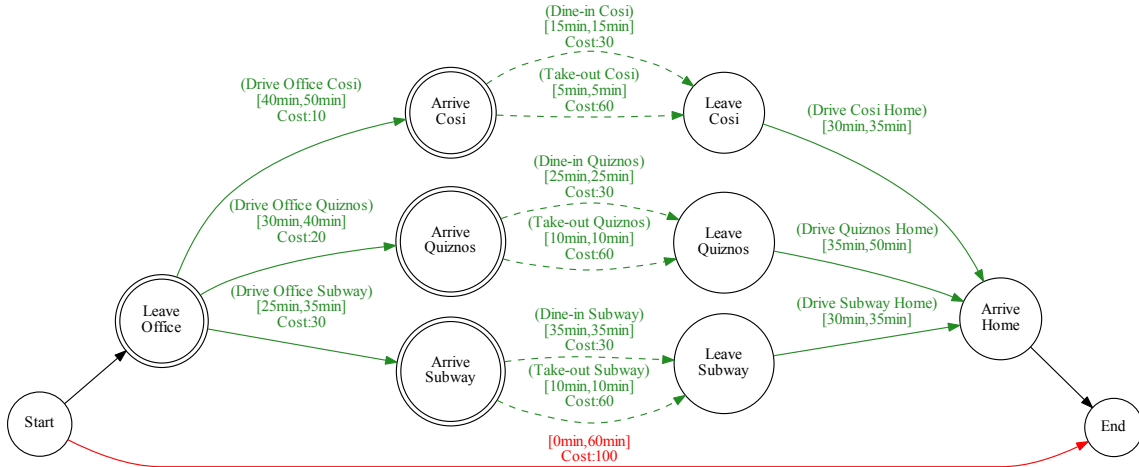 (Dine-in Cosi)
[15min,15min]
Cost:30
(Drive Office Cosi)
[40min,50min]
Cost:10
Arrive
Cosi
(Take-out Cosi)
[5min,5min]
Cost:60
Leave
Cosi
(Drive Cosi Home)
[30min,35min]
(Drive Office Quiznos)
[30min,40min]
Cost:20
Arrive
Quiznos
(Dine-in Quiznos)
[25min,25min]
Cost:30
(Take-out Quiznos)
[10min,10min]
Cost:60
Leave
Quiznos
(Drive Quiznos Home)
[35min,50min]
Leave
Office
(Drive Office Subway)
[25min,35min]
Cost:30
Arrive
Subway
(Dine-in Subway)
[35min,35min]
Cost:30
(Take-out Subway)
[10min,10min]
Cost:60
Leave
Subway
(Drive Subway Home)
[30min,35min]
Arrive
Home
Start
[0min,60min]
Cost:100
End